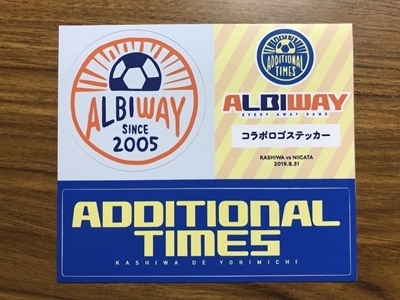 ALBIWAY
SINCE
2005
ADDITIONAL
TIMES
ALBIWAY
EVERY AWAY GAME
コラボロゴステッカー
KASHIWA vs NIIGATA
2019.8.31
ADDITIONAL
TIMES
KASHIWA DE YORIMICHI